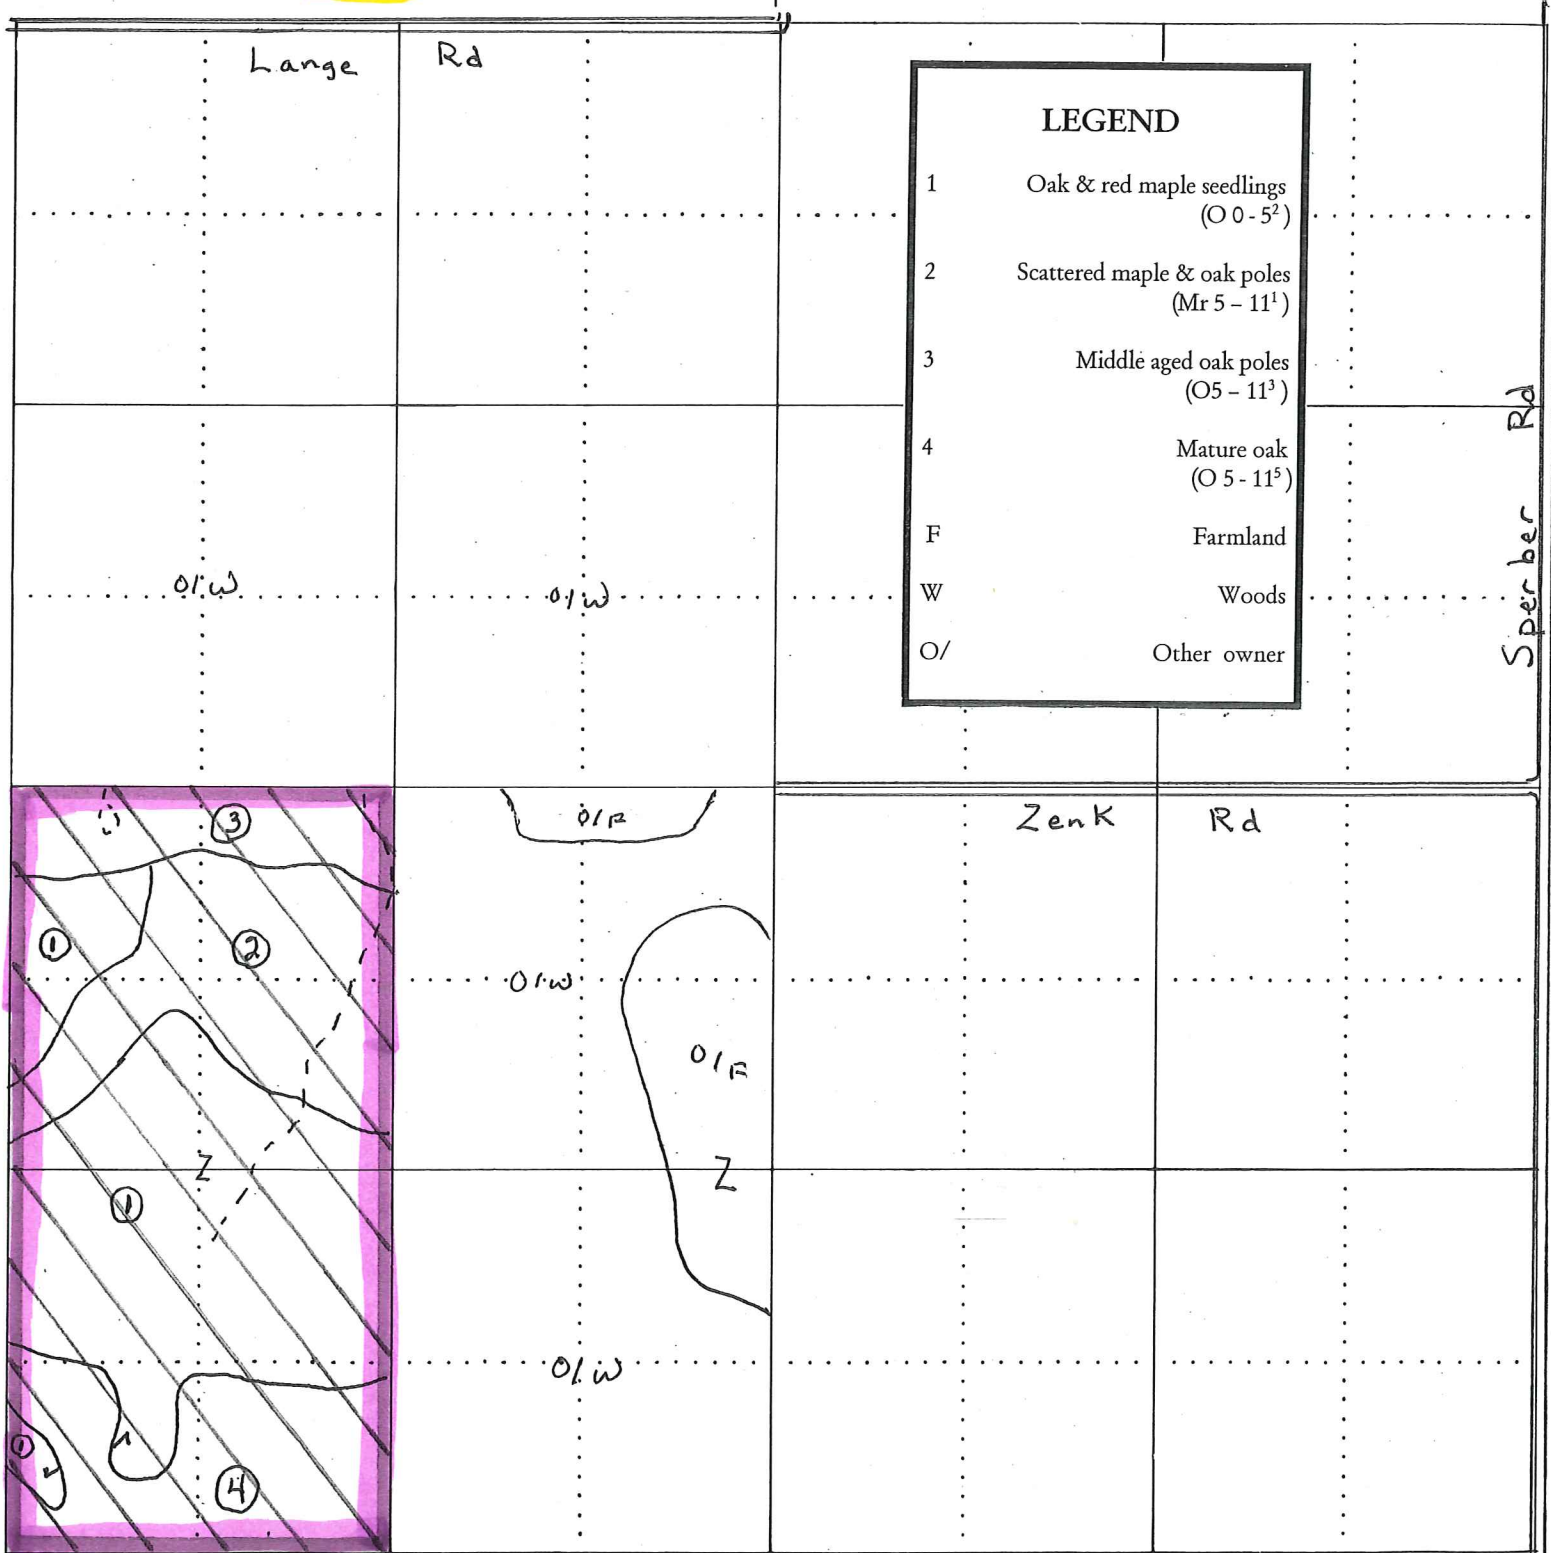 Lange Rd
LEGEND
1 Oak & red maple seedlings
(O 0 - 5²)
2 Scattered maple & oak poles
(Mr 5 – 11¹)
3 Middle aged oak poles
(O5 – 11³)
4 Mature oak
(O 5 - 11⁵)
F Farmland
W Woods
O/ Other owner
Sperber Rd
O/W
O/W
3
O/F
Zenk Rd
1
2
O/W
O/F
Z
Z
1
O/W
1
4